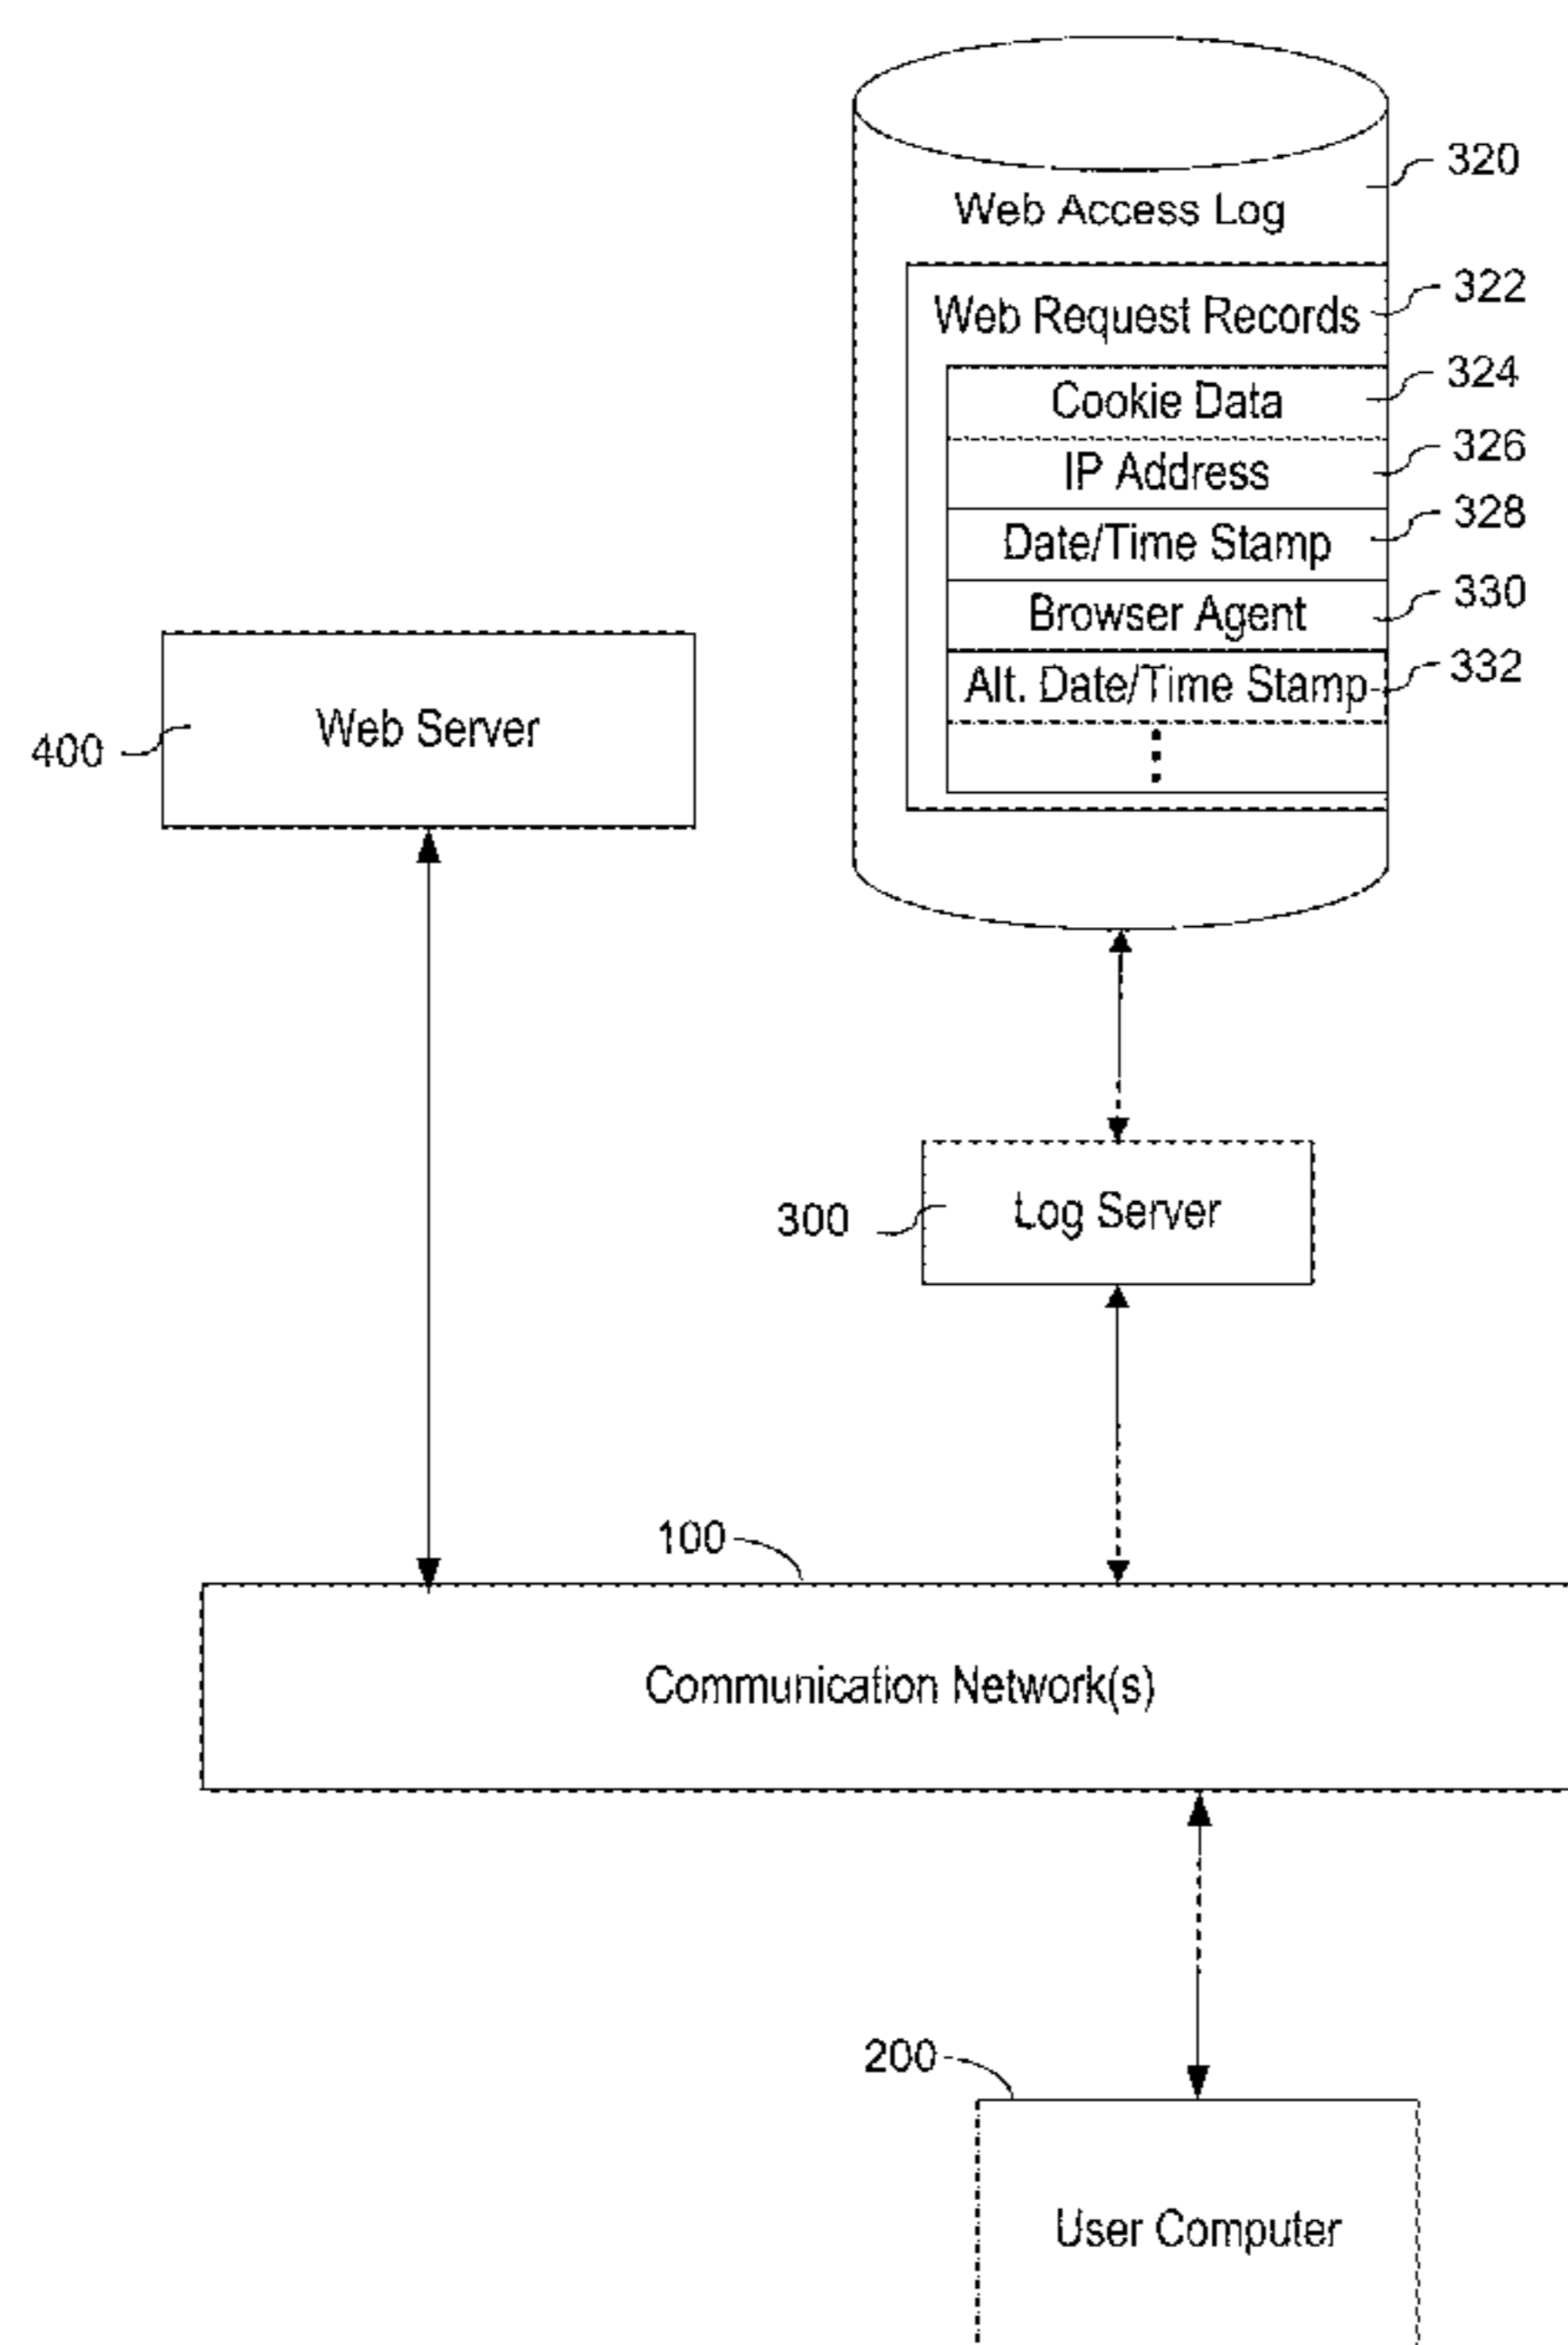 320
Web Access Log
322
Web Request Records
324
Cookie Data
326
IP Address
328
Date/Time Stamp
330
Browser Agent
332
Alt. Date/Time Stamp
400
Web Server
300
Log Server
100
Communication Network(s)
200
User Computer